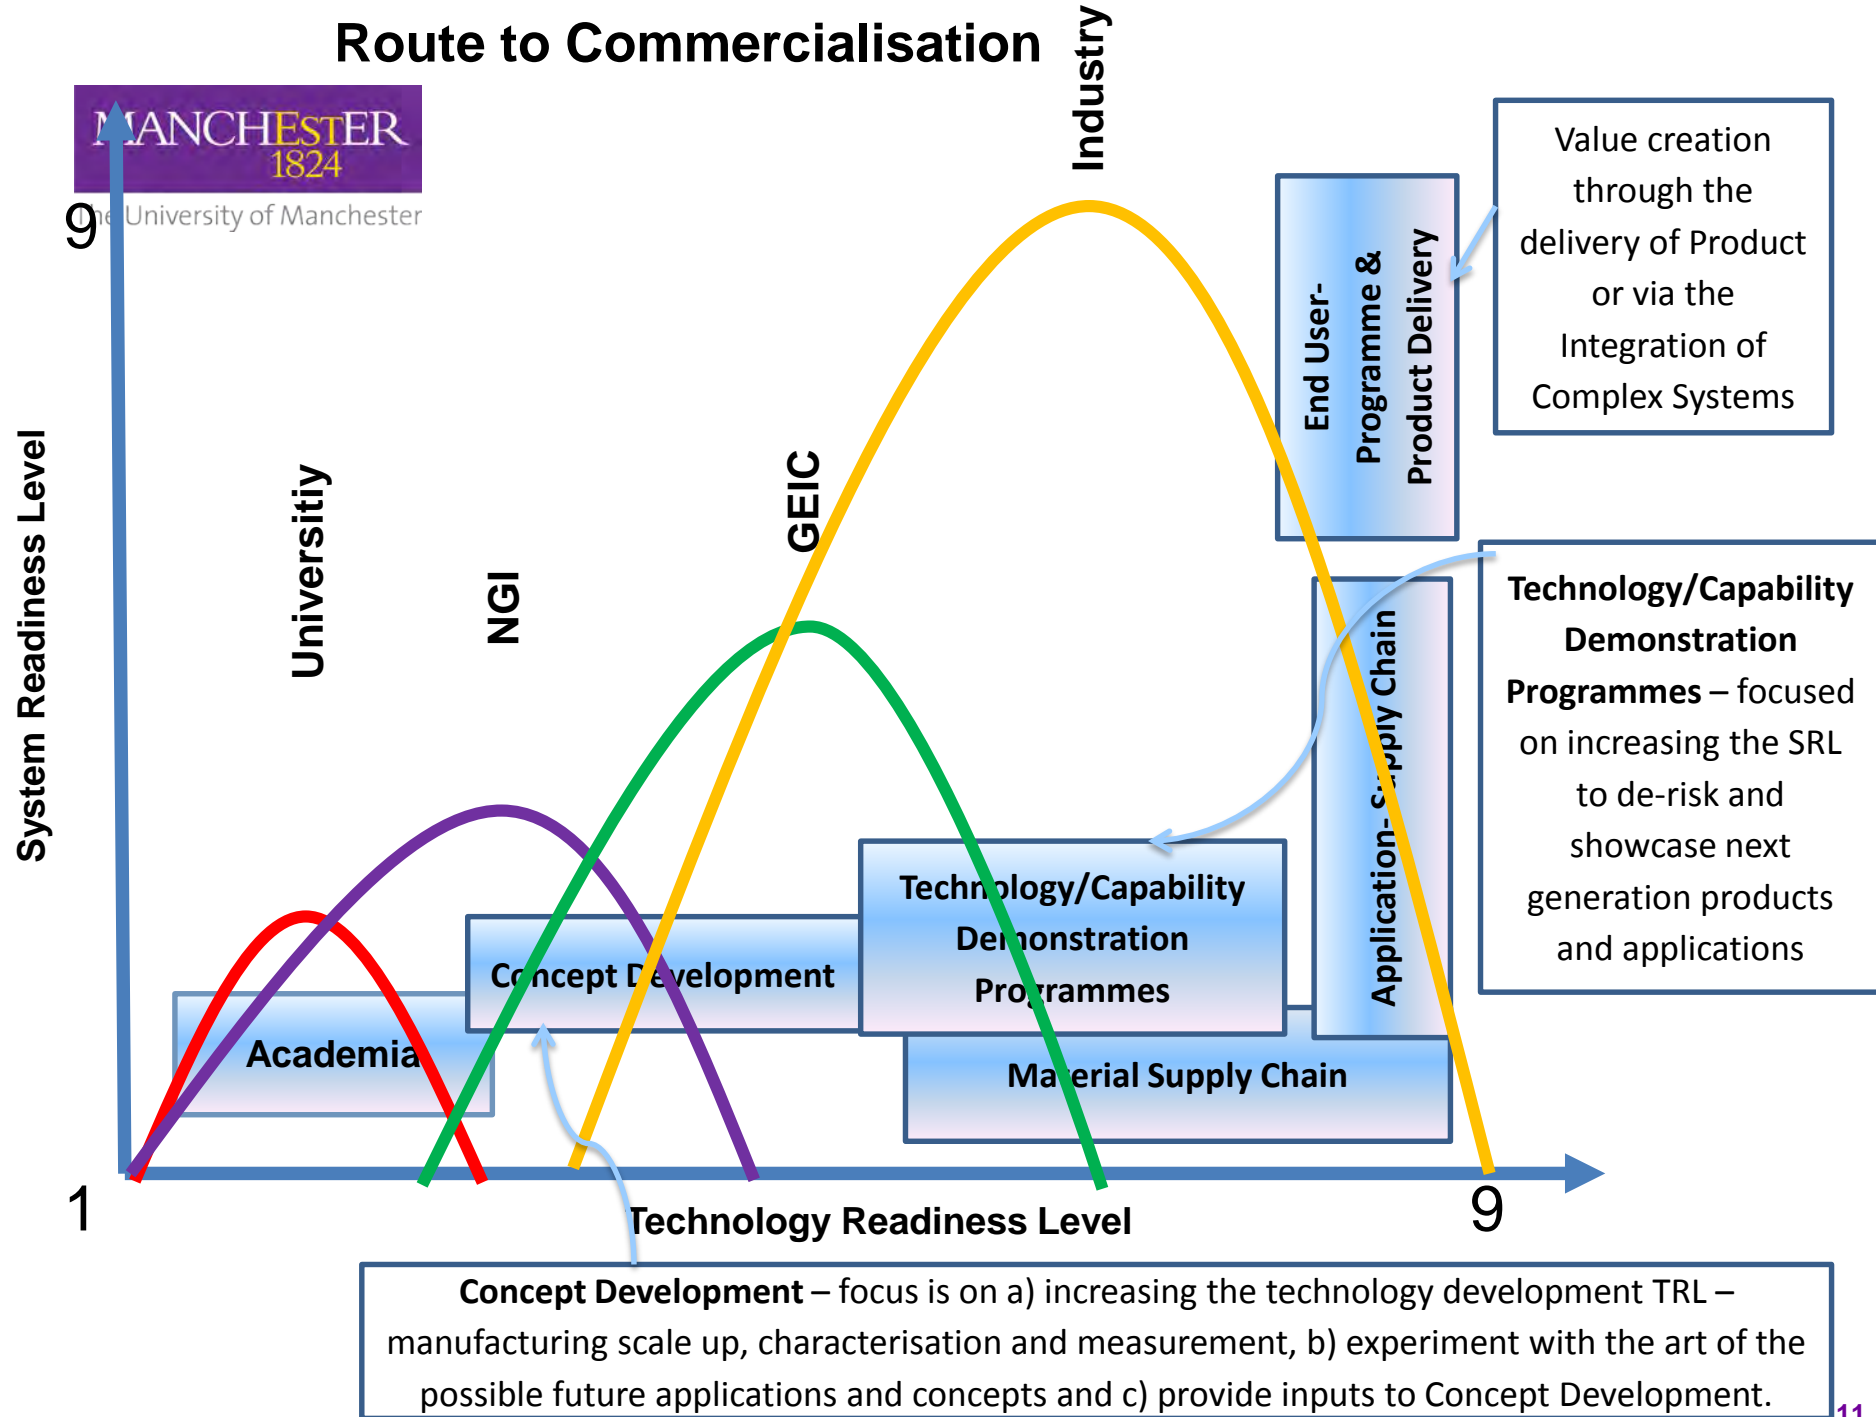 Route to Commercialisation
MANCHESTER
1824
The University of Manchester
9
System Readiness Level
Universitiy
NGI
GEIC
Industry
End User-
Programme &
Product Delivery
Value creation
through the
delivery of Product
or via the
Integration of
Complex Systems
Technology/Capability
Demonstration
Programmes – focused
on increasing the SRL
to de-risk and
showcase next
generation products
and applications
Application- Supply Chain
Technology/Capability
Demonstration
Programmes
Concept Development
Academia
Material Supply Chain
1
Technology Readiness Level
9
Concept Development – focus is on a) increasing the technology development TRL –
manufacturing scale up, characterisation and measurement, b) experiment with the art of the
possible future applications and concepts and c) provide inputs to Concept Development.
11